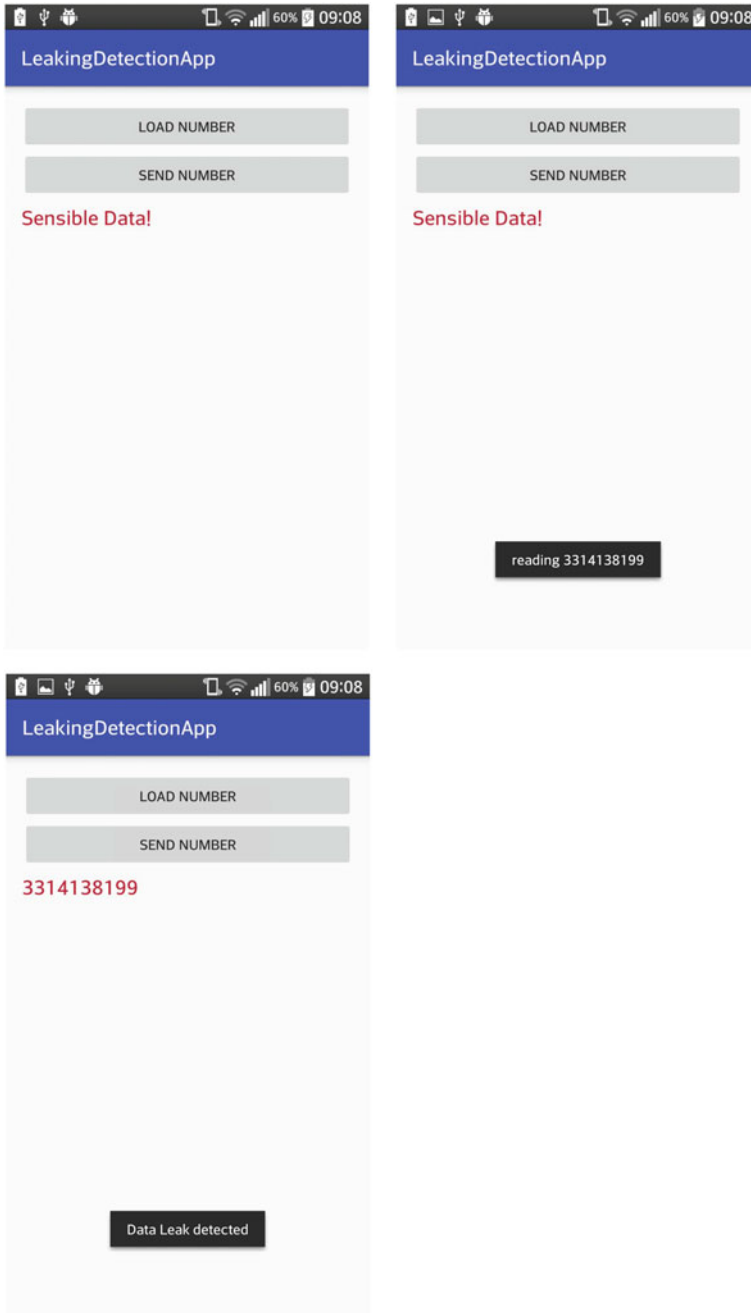 60% 09:08
LeakingDetectionApp
LOAD NUMBER
SEND NUMBER
Sensible Data!
60% 09:08
LeakingDetectionApp
LOAD NUMBER
SEND NUMBER
Sensible Data!
reading 3314138199
60% 09:08
LeakingDetectionApp
LOAD NUMBER
SEND NUMBER
3314138199
Data Leak detected